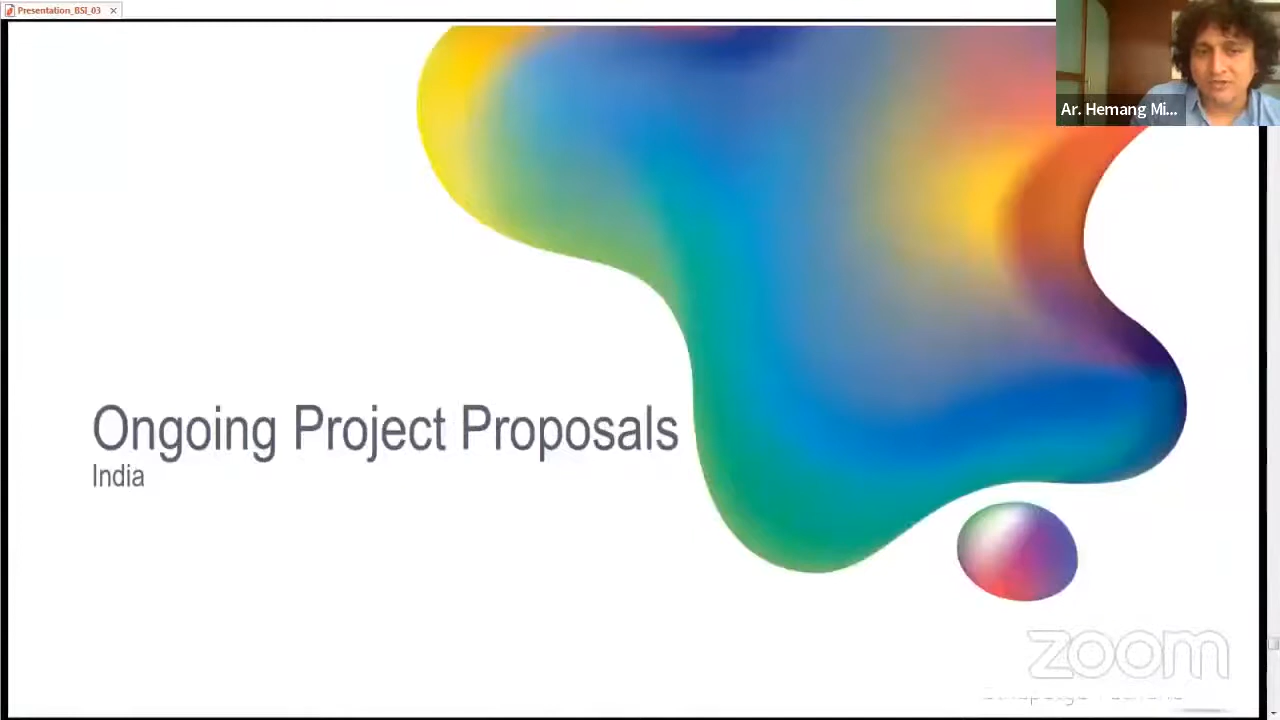 Presentation_BSI_03
Ar. Hemang Mi...
Ongoing Project Proposals
India
zoom